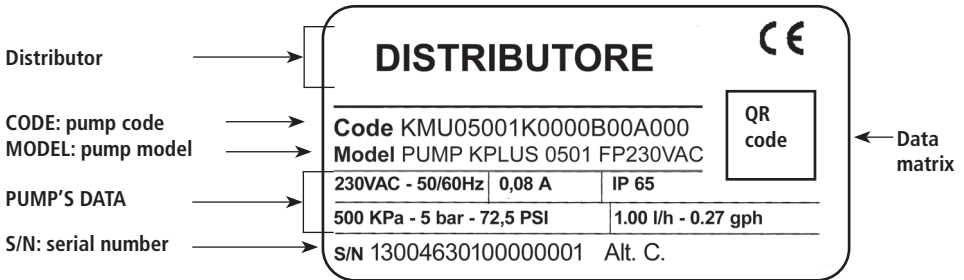 Distributor
DISTRIBUTORE
CE
CODE: pump code
MODEL: pump model
Code KMU05001K0000B00A000
Model PUMP KPLUS 0501 FP230VAC
QR
code
Data
matrix
PUMP'S DATA
230VAC - 50/60Hz 0,08 A IP 65
500 KPa - 5 bar - 72,5 PSI 1.00 l/h - 0.27 gph
S/N: serial number
S/N 13004630100000001 Alt. C.